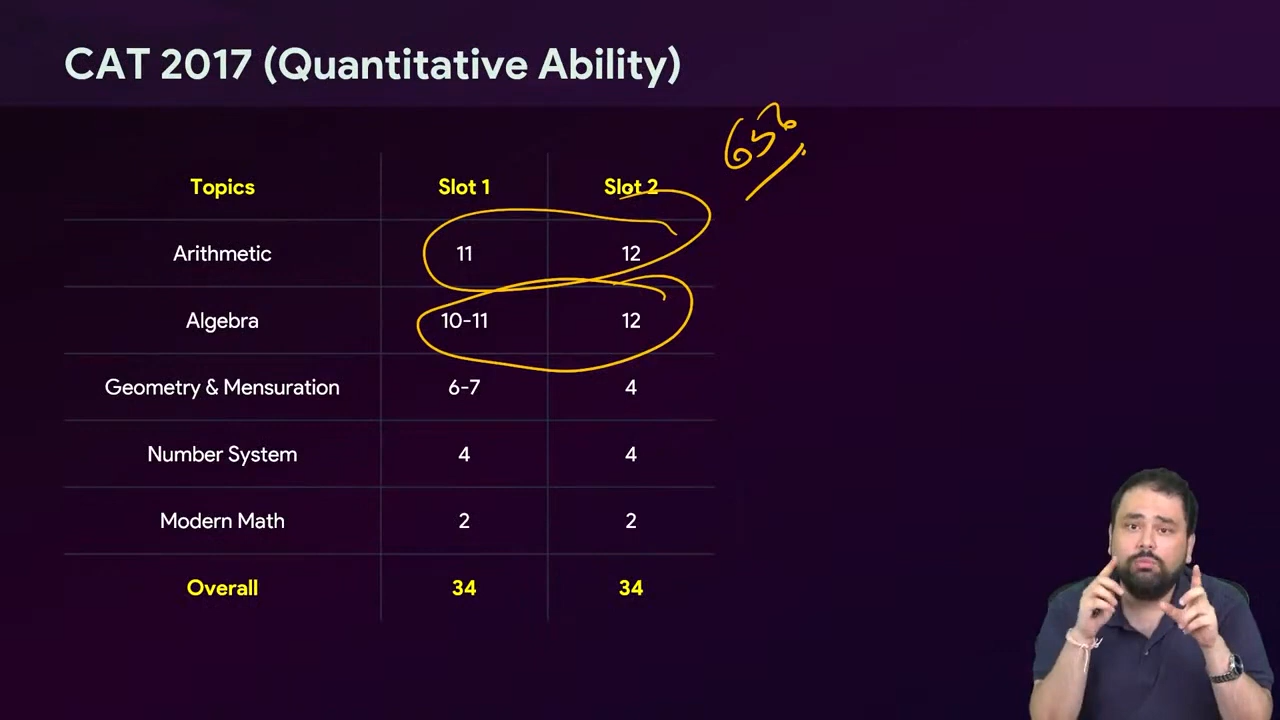 CAT 2017 (Quantitative Ability)
65%
Topics Slot 1 Slot 2
Arithmetic 11 12
Algebra 10-11 12
Geometry & Mensuration 6-7 4
Number System 4 4
Modern Math 2 2
Overall 34 34